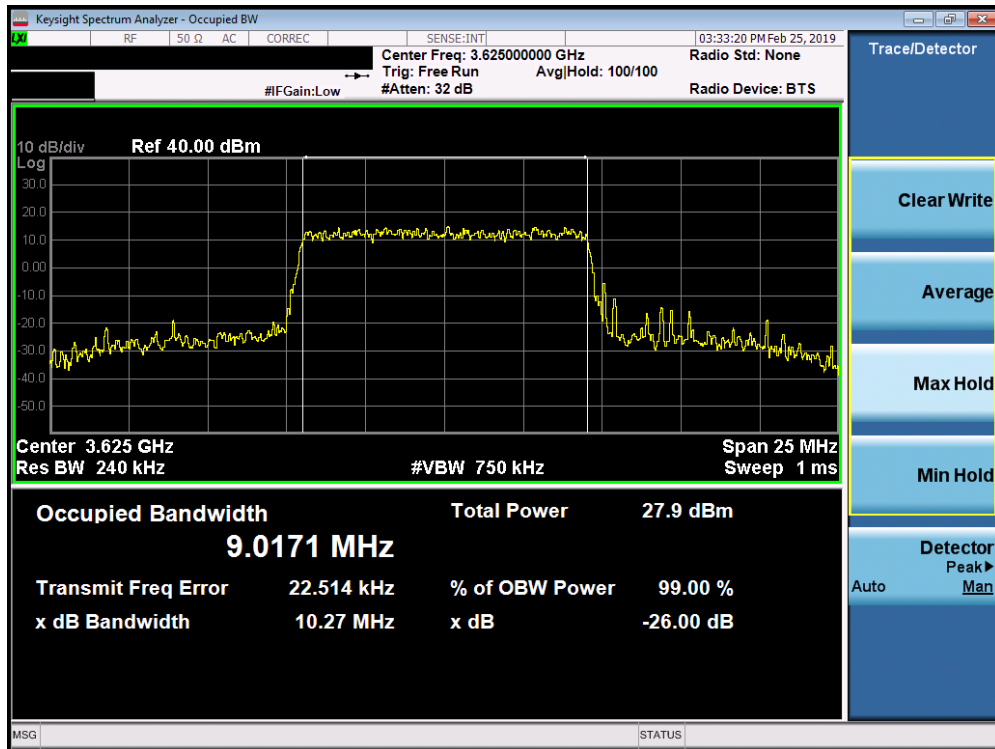 Keysight Spectrum Analyzer - Occupied BW
LXI RF 50 Ω AC CORREC SENSE:INT 03:33:20 PM Feb 25, 2019
Center Freq: 3.625000000 GHz Radio Std: None
Trig: Free Run Avg|Hold: 100/100
#IFGain:Low #Atten: 32 dB Radio Device: BTS
10 dB/div Ref 40.00 dBm
Log
30.0
20.0
10.0
0.00
-10.0
-20.0
-30.0
-40.0
-50.0
Center 3.625 GHz Span 25 MHz
Res BW 240 kHz #VBW 750 kHz Sweep 1 ms
Occupied Bandwidth Total Power 27.9 dBm
9.0171 MHz
Transmit Freq Error 22.514 kHz % of OBW Power 99.00 %
x dB Bandwidth 10.27 MHz x dB -26.00 dB
MSG STATUS
Trace/Detector
Clear Write
Average
Max Hold
Min Hold
Detector
Peak▶
Auto Man